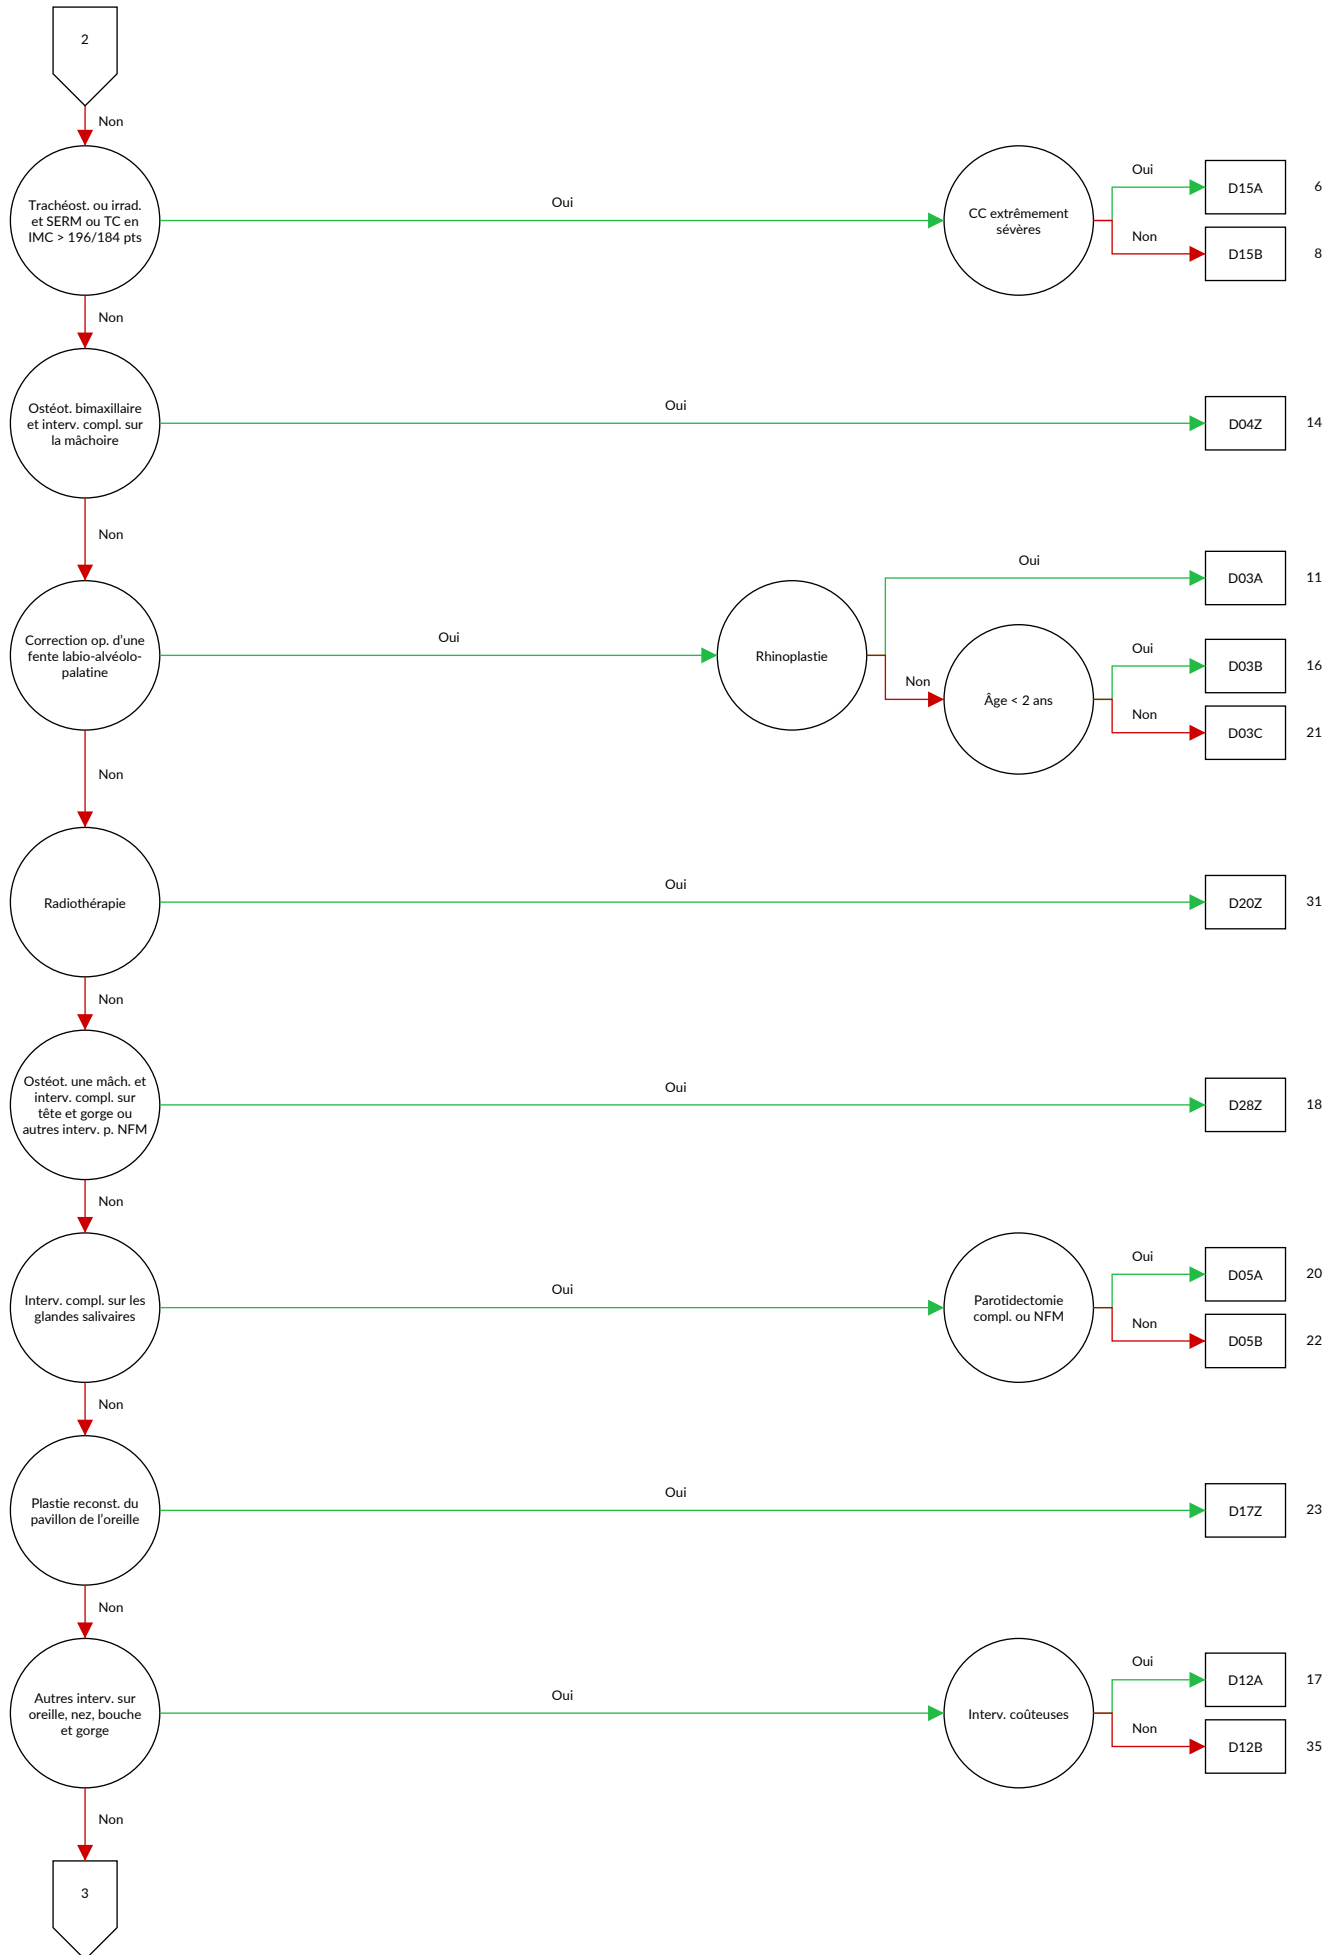 2
Non
Trachéost. ou irrad.
et SERM ou TC en
IMC > 196/184 pts
Oui
CC extrêmement
sévères
Oui
D15A
6
Non
D15B
8
Non
Ostéot. bimaxillaire
et interv. compl. sur
la mâchoire
Oui
D04Z
14
Non
Correction op. d'une
fente labio-alvéolo-
palatine
Oui
Rhinoplastie
Oui
D03A
11
Non
Âge < 2 ans
Oui
D03B
16
Non
D03C
21
Non
Radiothérapie
Oui
D20Z
31
Non
Ostéot. une mâch. et
interv. compl. sur
tête et gorge ou
autres interv. p. NFM
Oui
D28Z
18
Non
Interv. compl. sur les
glandes salivaires
Oui
Parotidectomie
compl. ou NFM
Oui
D05A
20
Non
D05B
22
Non
Plastie reconst. du
pavillon de l'oreille
Oui
D17Z
23
Non
Autres interv. sur
oreille, nez, bouche
et gorge
Oui
Interv. coûteuses
Oui
D12A
17
Non
D12B
35
Non
3